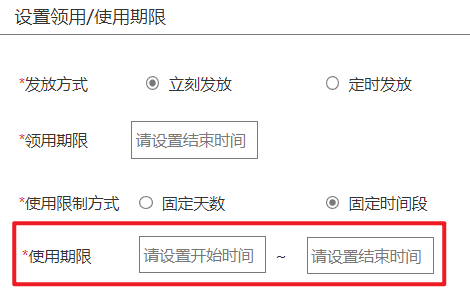 设置领用/使用期限
*发放方式 立刻发放 定时发放
*领用期限 请设置结束时间
*使用限制方式 固定天数 固定时间段
*使用期限 请设置开始时间 ~ 请设置结束时间